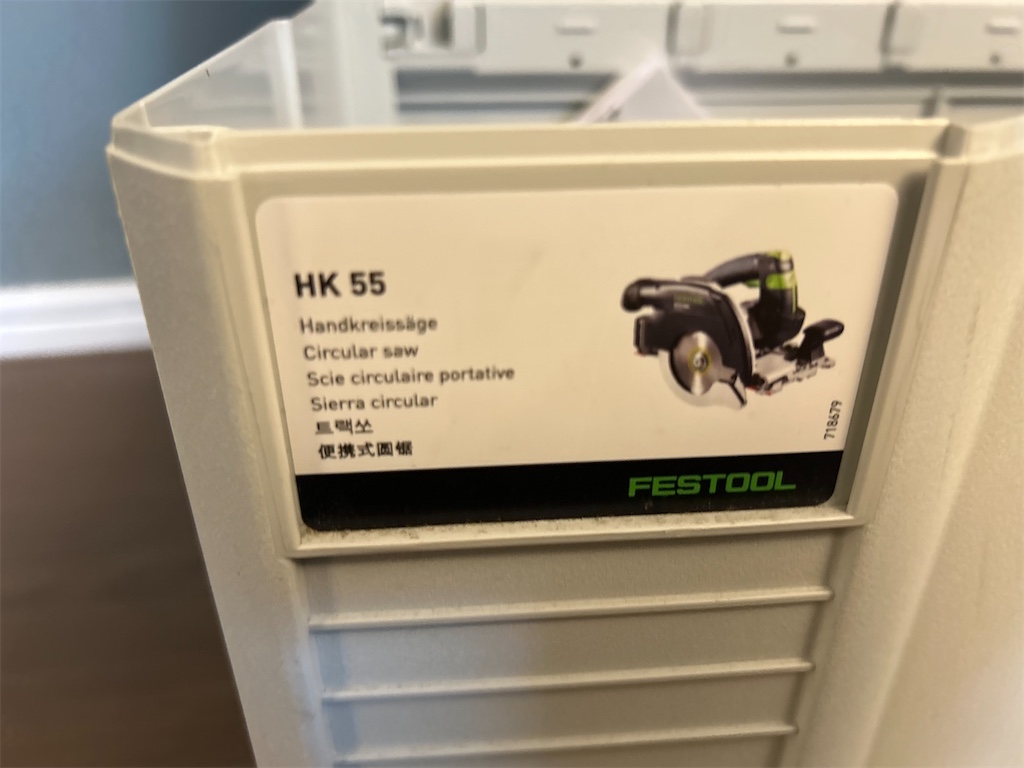 HK 55
Handkreissäge
Circular saw
Scie circulaire portative
Sierra circular
트랙쏘
便携式圆锯
718679
FESTOOL